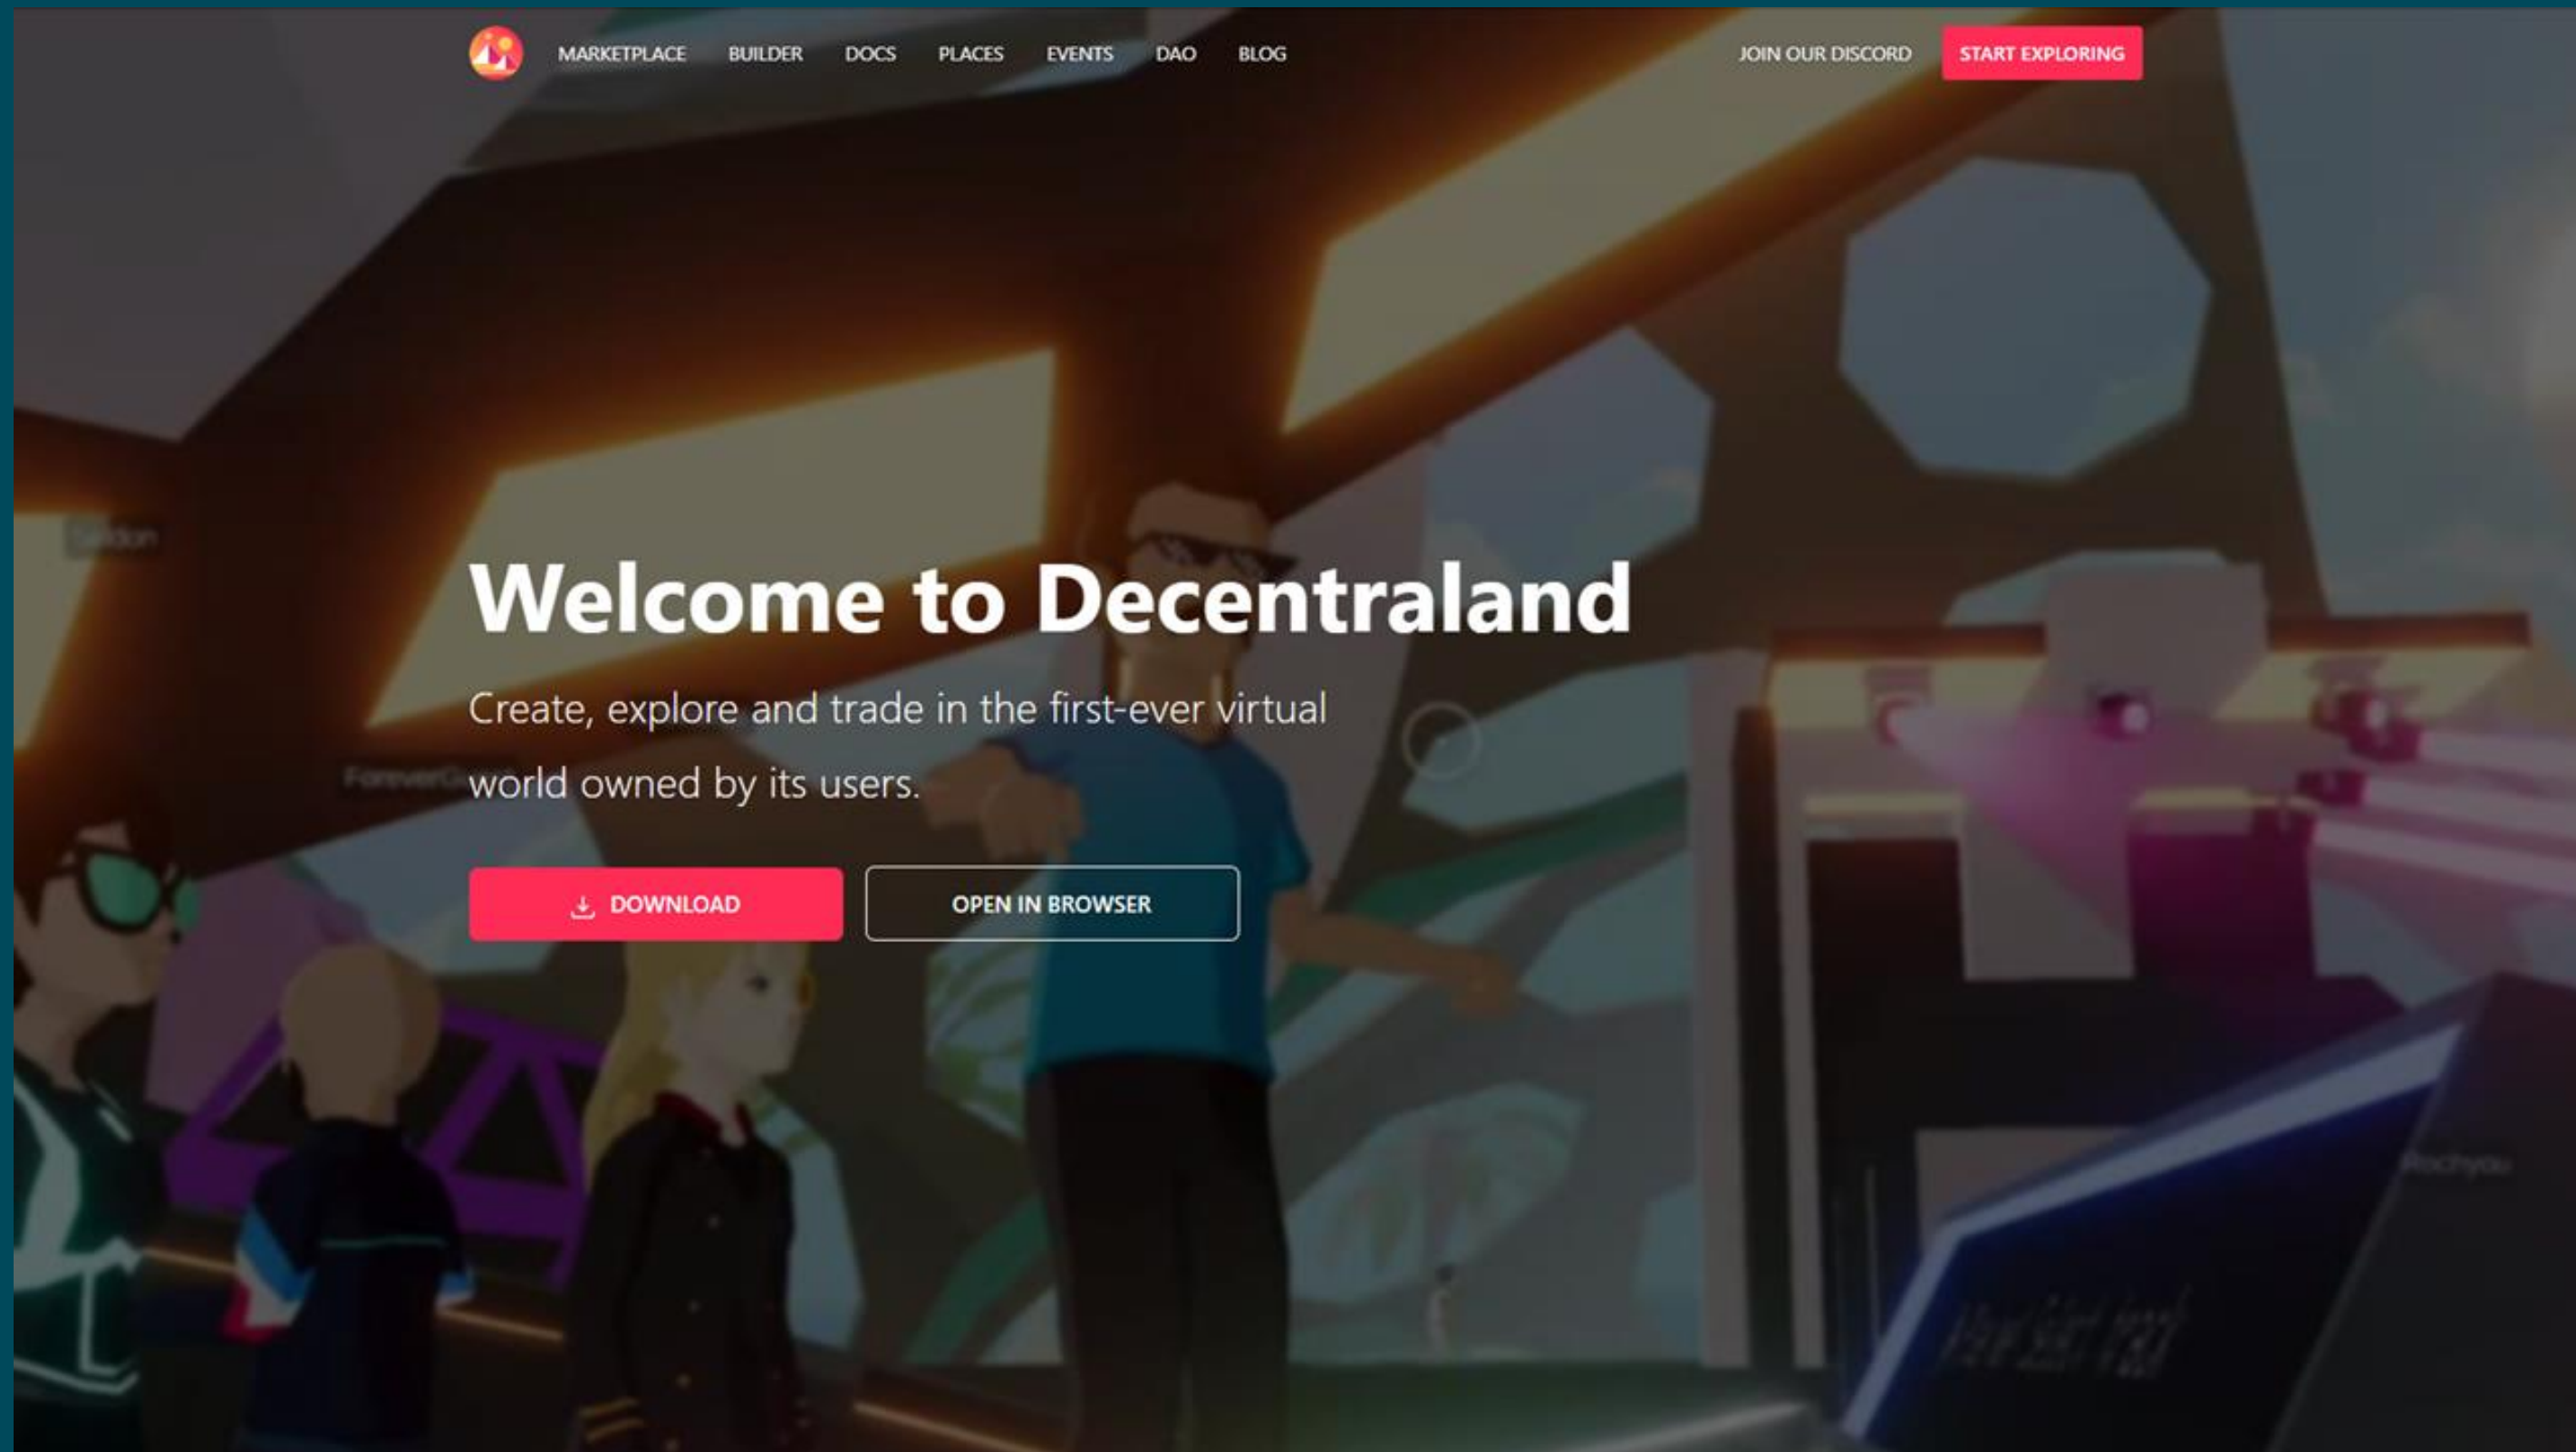 MARKETPLACE BUILDER DOCS PLACES EVENTS DAO BLOG JOIN OUR DISCORD START EXPLORING
Welcome to Decentraland
Create, explore and trade in the first-ever virtual
world owned by its users.
DOWNLOAD OPEN IN BROWSER